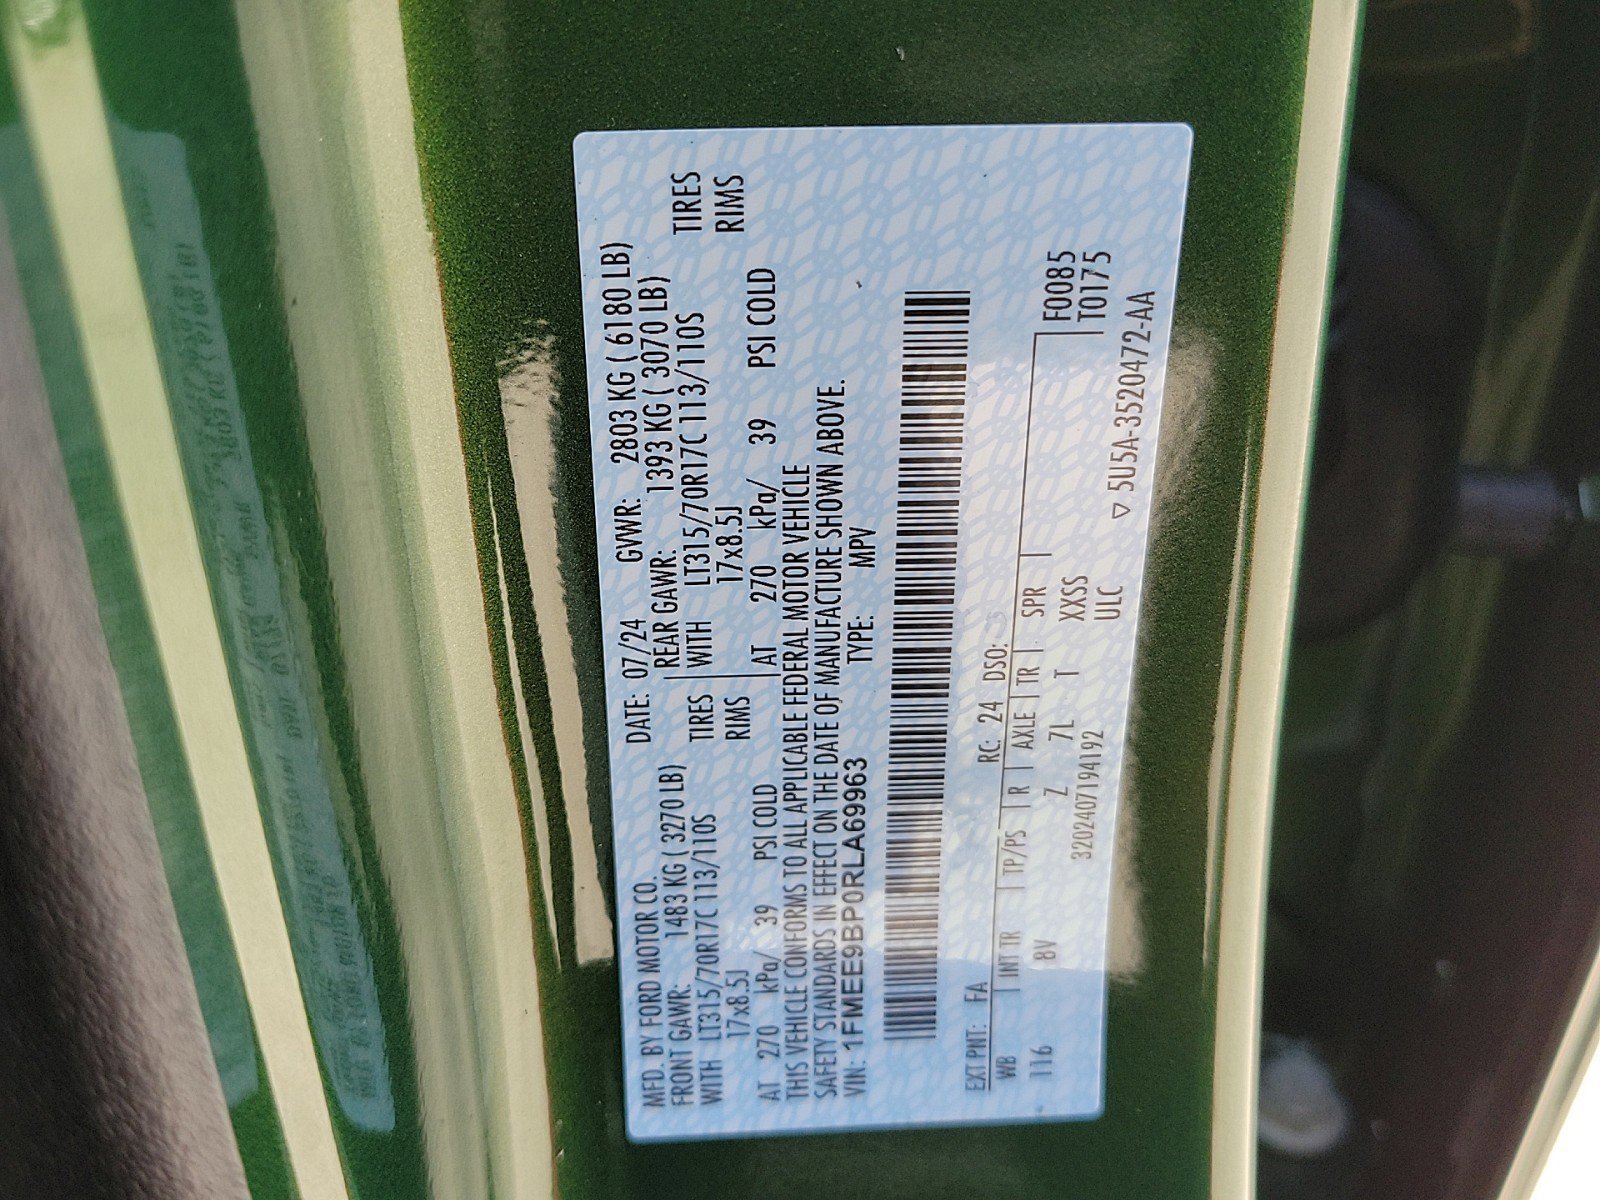 MFD. BY FORD MOTOR CO.
DATE: 07/24 GVWR: 2803 KG ( 6180 LB)
FRONT GAWR: 1483 KG ( 3270 LB) REAR GAWR: 1393 KG ( 3070 LB)
WITH LT315/70R17C 113/110S TIRES WITH LT315/70R17C 113/110S TIRES
17x8.5J RIMS 17x8.5J RIMS
AT 270 kPa/ 39 PSI COLD AT 270 kPa/ 39 PSI COLD
THIS VEHICLE CONFORMS TO ALL APPLICABLE FEDERAL MOTOR VEHICLE
SAFETY STANDARDS IN EFFECT ON THE DATE OF MANUFACTURE SHOWN ABOVE.
VIN: 1FMEE9BP0RLA69963 TYPE: MPV
EXT PNT: FA RC: 24 DSO:
WB INT TR TP/PS R AXLE TR SPR F0085
116 8V Z 7L T XXSS T0175
3202407194192 ULC
▽ 5U5A-3520472-AA